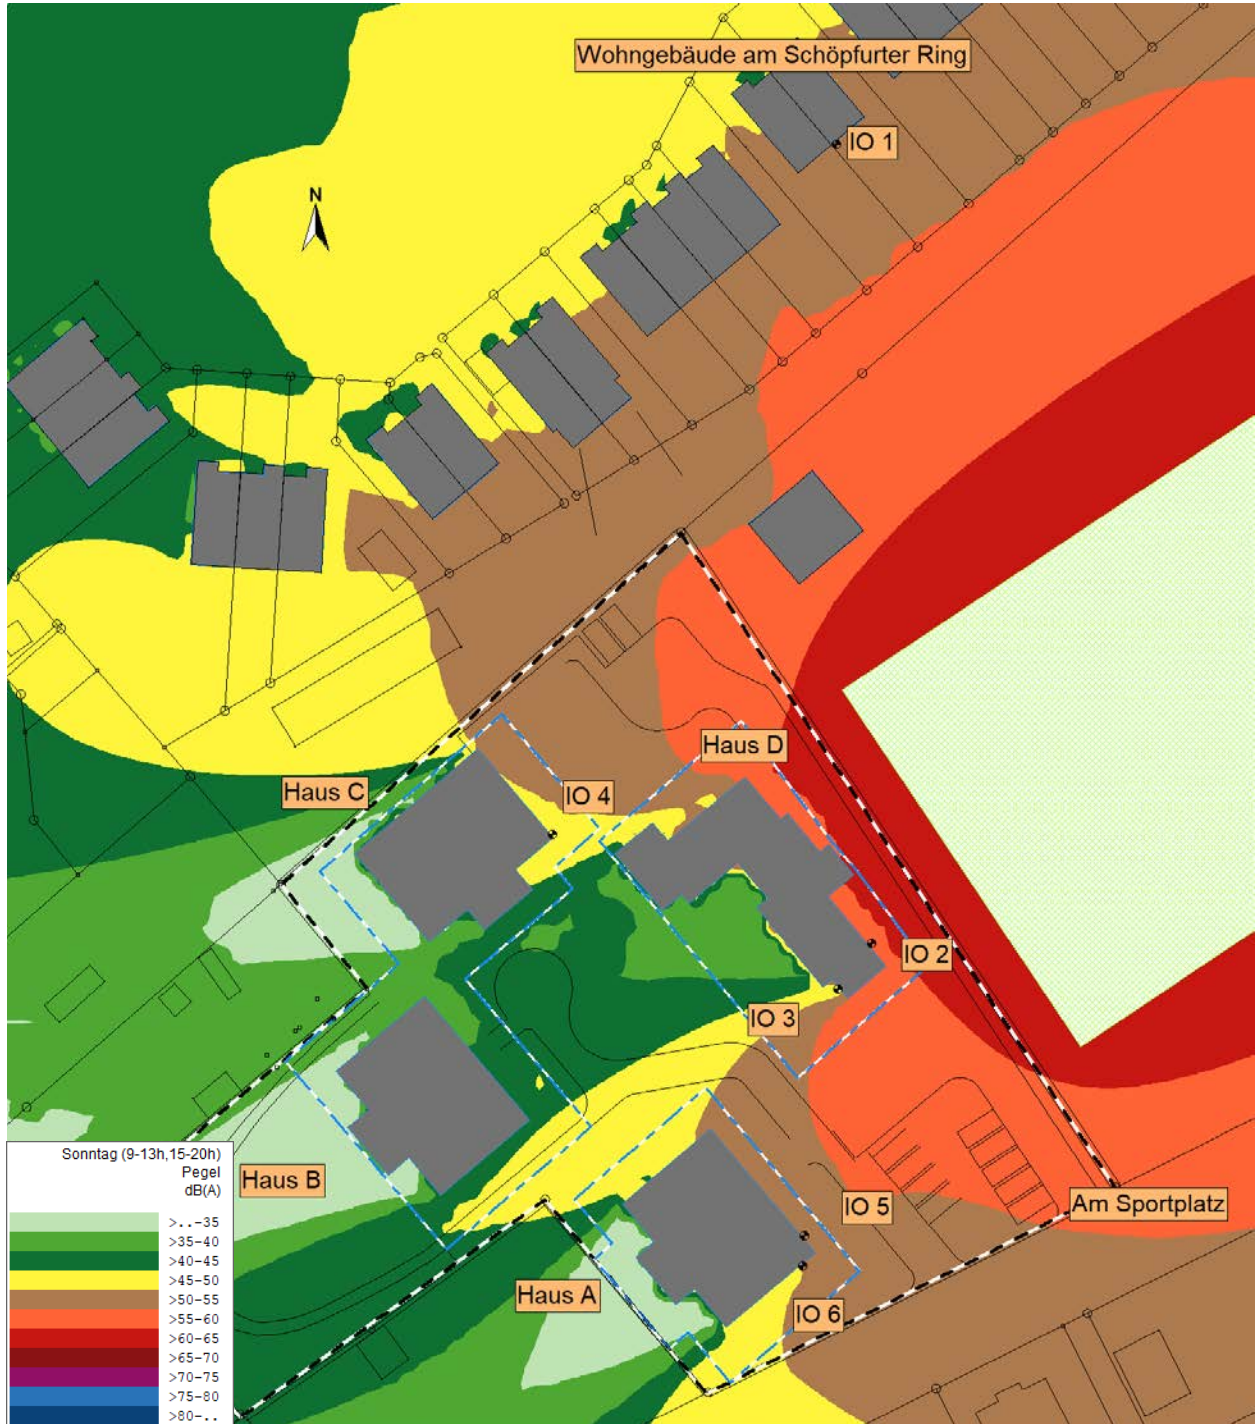 Wohngebäude am Schöpfurter Ring
IO 1
N
Haus D
Haus C
IO 4
IO 2
IO 3
Sonntag (9-13h,15-20h)
Pegel
dB(A)
>..-35
>35-40
>40-45
>45-50
>50-55
>55-60
>60-65
>65-70
>70-75
>75-80
>80-..
Haus B
IO 5
Am Sportplatz
Haus A
IO 6